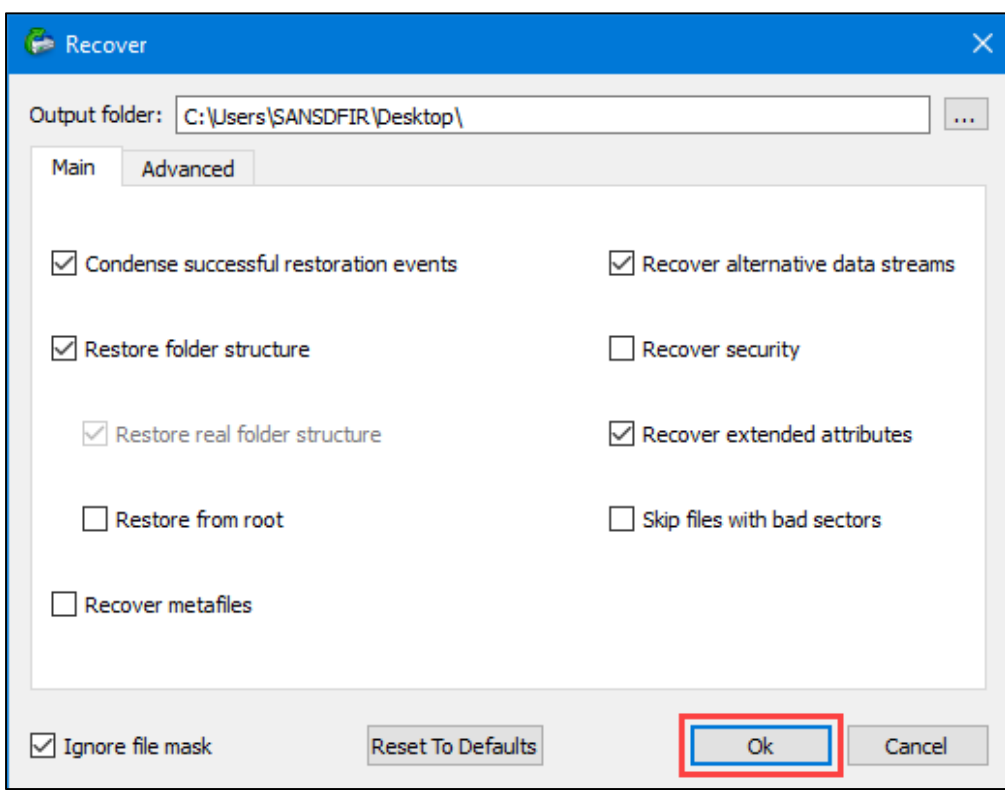 Recover
Output folder: C:\Users\SANSDFIR\Desktop\ ...
Main Advanced
Condense successful restoration events Recover alternative data streams
Restore folder structure Recover security
Restore real folder structure Recover extended attributes
Restore from root Skip files with bad sectors
Recover metafiles
Ignore file mask Reset To Defaults Ok Cancel